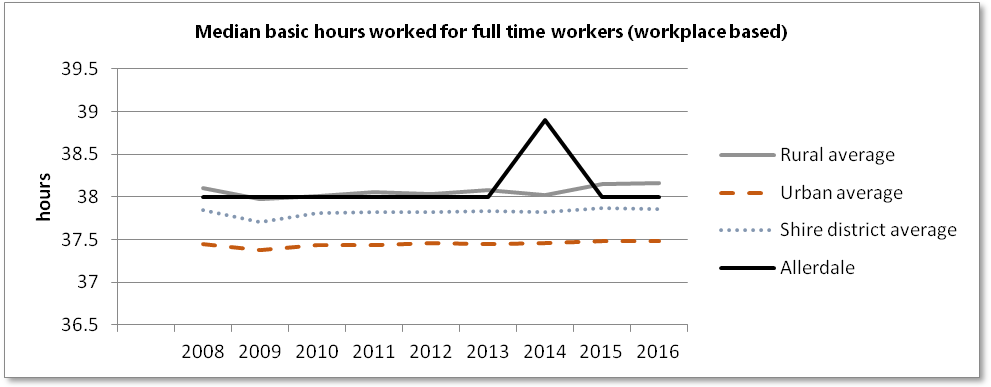 Median basic hours worked for full time workers (workplace based)
hours
39.5
39
38.5
38
37.5
37
36.5
2008 2009 2010 2011 2012 2013 2014 2015 2016
Rural average
Urban average
Shire district average
Allerdale